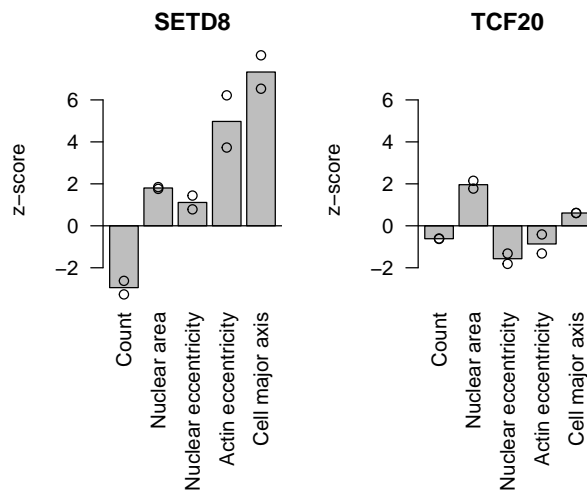 SETD8
z−score
6
4
2
0
−2
Count
Nuclear area
Nuclear eccentricity
Actin eccentricity
Cell major axis
TCF20
z−score
6
4
2
0
−2
Count
Nuclear area
Nuclear eccentricity
Actin eccentricity
Cell major axis